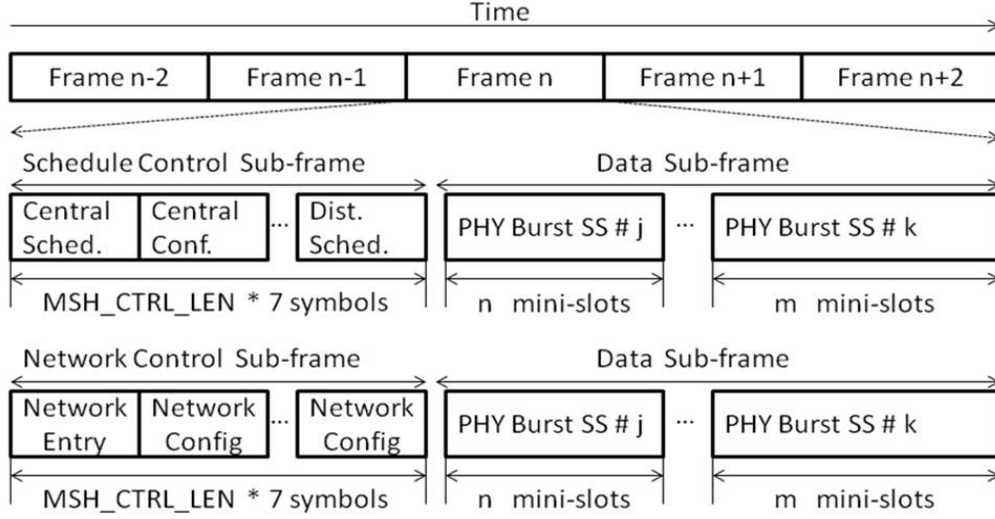 Time
Frame n-2 Frame n-1 Frame n Frame n+1 Frame n+2
Schedule Control Sub-frame Data Sub-frame
Central Central ... Dist. PHY Burst SS # j ... PHY Burst SS # k
Sched. Conf. Sched.
MSH_CTRL_LEN * 7 symbols n mini-slots m mini-slots
Network Control Sub-frame Data Sub-frame
Network Network ... Network PHY Burst SS # j ... PHY Burst SS # k
Entry Config Config
MSH_CTRL_LEN * 7 symbols n mini-slots m mini-slots